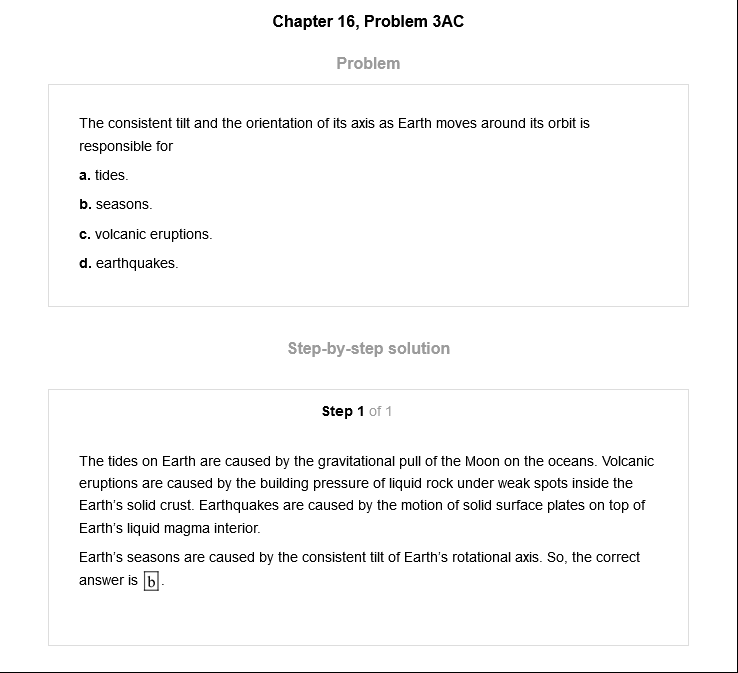 Chapter 16, Problem 3AC
Problem
The consistent tilt and the orientation of its axis as Earth moves around its orbit is
responsible for
a. tides.
b. seasons.
c. volcanic eruptions.
d. earthquakes.
Step-by-step solution
Step 1 of 1
The tides on Earth are caused by the gravitational pull of the Moon on the oceans. Volcanic
eruptions are caused by the building pressure of liquid rock under weak spots inside the
Earth's solid crust. Earthquakes are caused by the motion of solid surface plates on top of
Earth's liquid magma interior.
Earth's seasons are caused by the consistent tilt of Earth's rotational axis. So, the correct
answer is b.